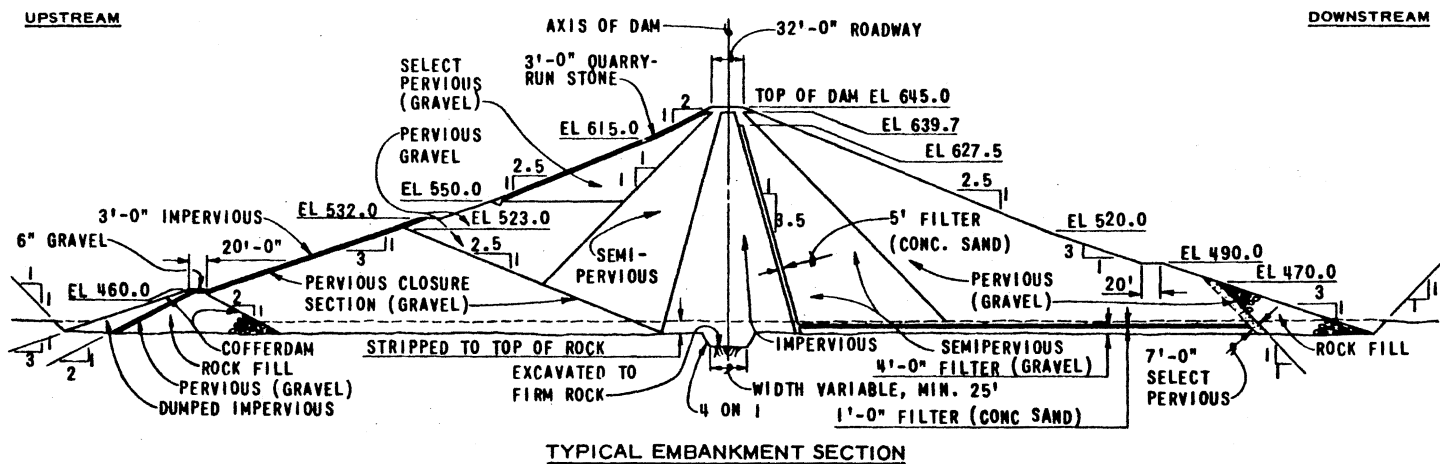 UPSTREAM
DOWNSTREAM
AXIS OF DAM
32'-0" ROADWAY
3'-0" QUARRY-
RUN STONE
SELECT
PERVIOUS
(GRAVEL)
1
2
TOP OF DAM EL 645.0
EL 639.7
EL 627.5
EL 615.0
PERVIOUS
GRAVEL
2.5
1
1
1
EL 550.0
2.5
1
1
3.5
5' FILTER
(CONC. SAND)
EL 532.0
EL 523.0
EL 520.0
3'-0" IMPERVIOUS
6" GRAVEL
20'-0"
3
1
2.5
1
SEMI-
PERVIOUS
3
1
EL 490.0
EL 470.0
PERVIOUS
(GRAVEL)
20'
3
1
1
1
1
1
EL 460.0
PERVIOUS CLOSURE
SECTION (GRAVEL)
2
1
3
1
2
1
COFFERDAM
ROCK FILL
PERVIOUS (GRAVEL)
DUMPED IMPERVIOUS
STRIPPED TO TOP OF ROCK
EXCAVATED TO
FIRM ROCK
4 ON 1
IMPERVIOUS
WIDTH VARIABLE, MIN. 25'
SEMIPERVIOUS
4'-0" FILTER (GRAVEL)
1'-0" FILTER (CONC SAND)
7'-0"
SELECT
PERVIOUS
1
1
ROCK FILL
TYPICAL EMBANKMENT SECTION